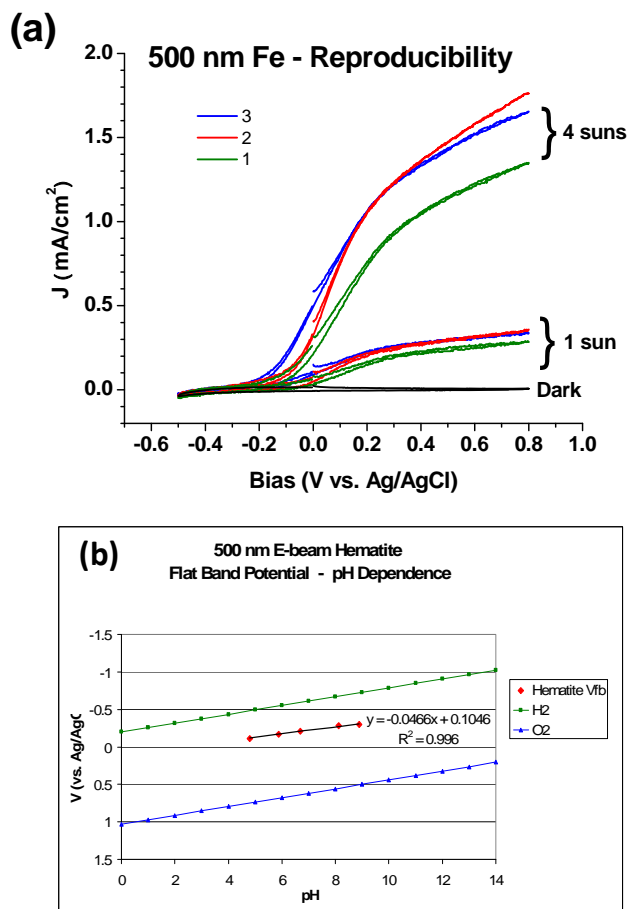 (a)
500 nm Fe - Reproducibility
2.0
1.5
1.0
0.5
0.0
J (mA/cm²)
3
2
1
4 suns
1 sun
Dark
-0.6 -0.4 -0.2 0.0 0.2 0.4 0.6 0.8 1.0
Bias (V vs. Ag/AgCl)
(b)
500 nm E-beam Hematite
Flat Band Potential - pH Dependence
-1.5
-1
-0.5
0
0.5
1
1.5
V (vs. Ag/AgC
y = -0.0466x + 0.1046
R² = 0.996
Hematite Vfb
H2
O2
0 2 4 6 8 10 12 14
pH